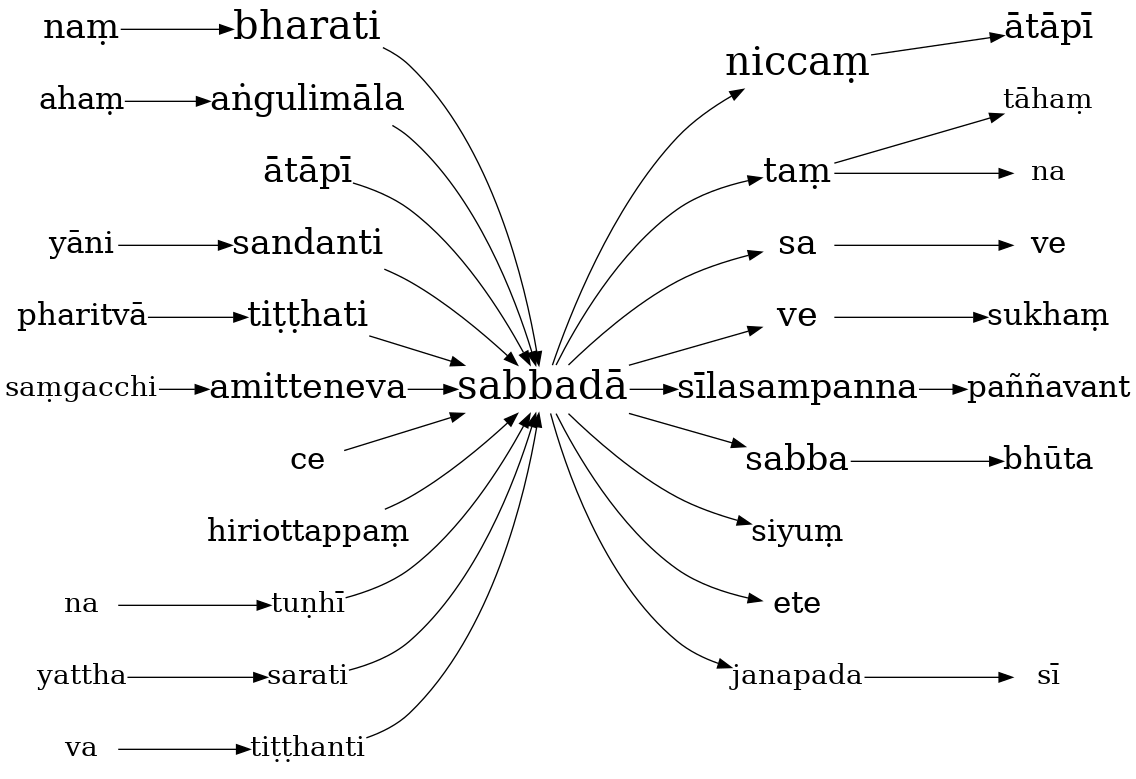 naṃ bharati
ahaṃ aṅgulimāla
ātāpī
yāni sandanti
pharitvā tiṭṭhati
saṃgacchi amitteneva
ce
hiriottappaṃ
na tuṇhī
yattha sarati
va tiṭṭhanti
sabbadā
niccaṃ ātāpī
taṃ tāhaṃ
na
sa ve
ve sukhaṃ
sīlasampanna paññavant
sabba bhūta
siyuṃ
ete
janapada sī